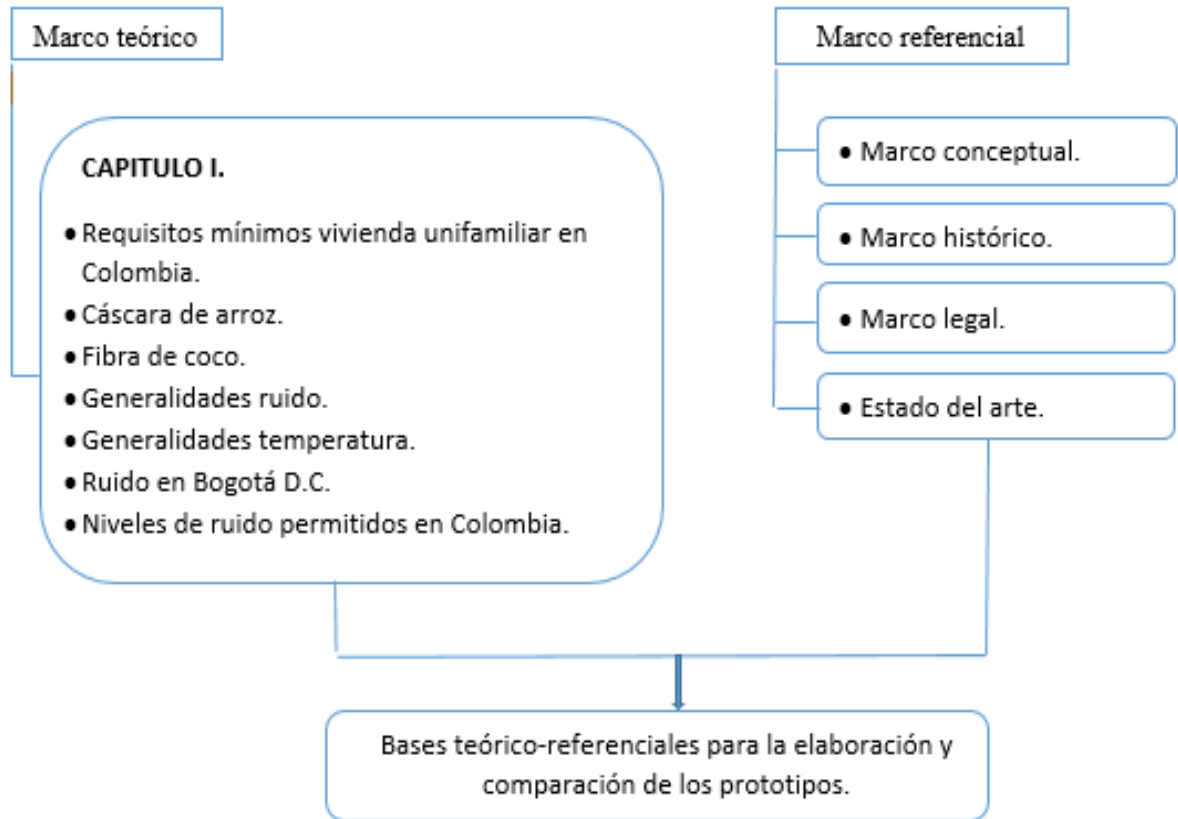 Marco teórico
CAPITULO I.
• Requisitos mínimos vivienda unifamiliar en
Colombia.
• Cáscara de arroz.
• Fibra de coco.
• Generalidades ruido.
• Generalidades temperatura.
• Ruido en Bogotá D.C.
• Niveles de ruido permitidos en Colombia.
Marco referencial
• Marco conceptual.
• Marco histórico.
• Marco legal.
• Estado del arte.
Bases teórico-referenciales para la elaboración y
comparación de los prototipos.